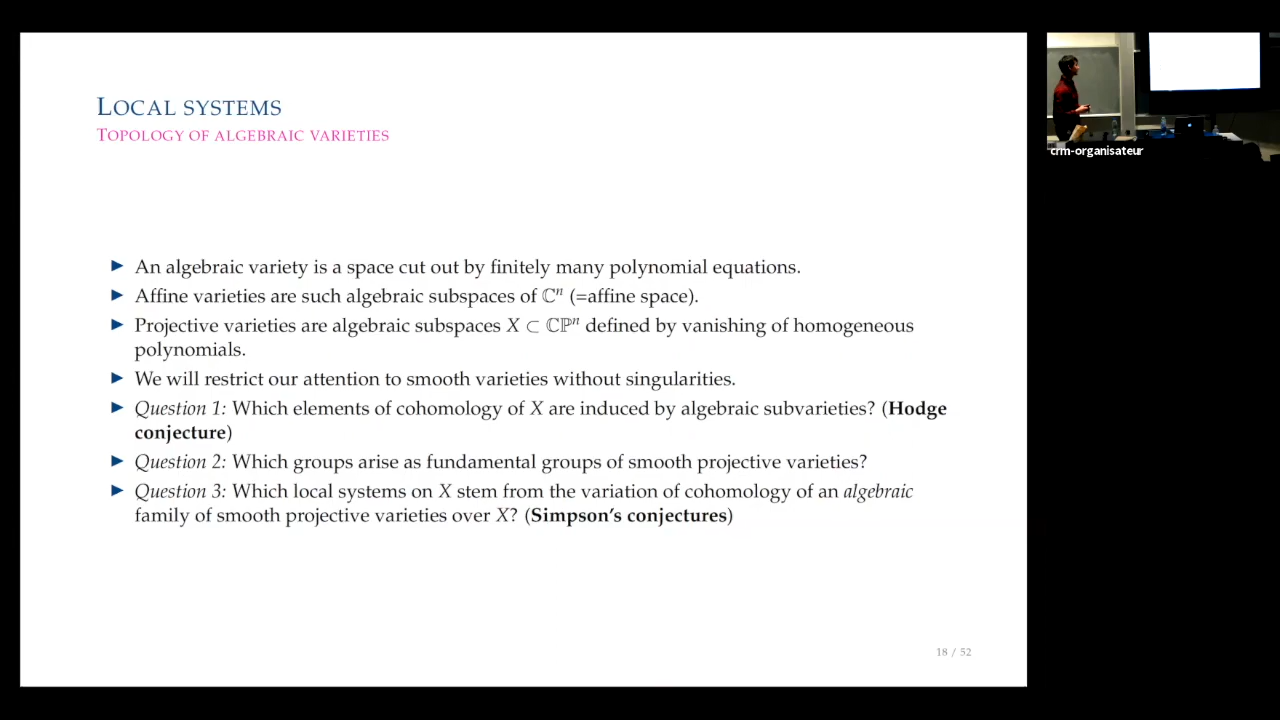 LOCAL SYSTEMS
TOPOLOGY OF ALGEBRAIC VARIETIES
▶ An algebraic variety is a space cut out by finitely many polynomial equations.
▶ Affine varieties are such algebraic subspaces of ℂⁿ (=affine space).
▶ Projective varieties are algebraic subspaces X ⊂ ℂℙⁿ defined by vanishing of homogeneous
polynomials.
▶ We will restrict our attention to smooth varieties without singularities.
▶ Question 1: Which elements of cohomology of X are induced by algebraic subvarieties? (Hodge
conjecture)
▶ Question 2: Which groups arise as fundamental groups of smooth projective varieties?
▶ Question 3: Which local systems on X stem from the variation of cohomology of an algebraic
family of smooth projective varieties over X? (Simpson's conjectures)
18 / 52
crm-organisateur